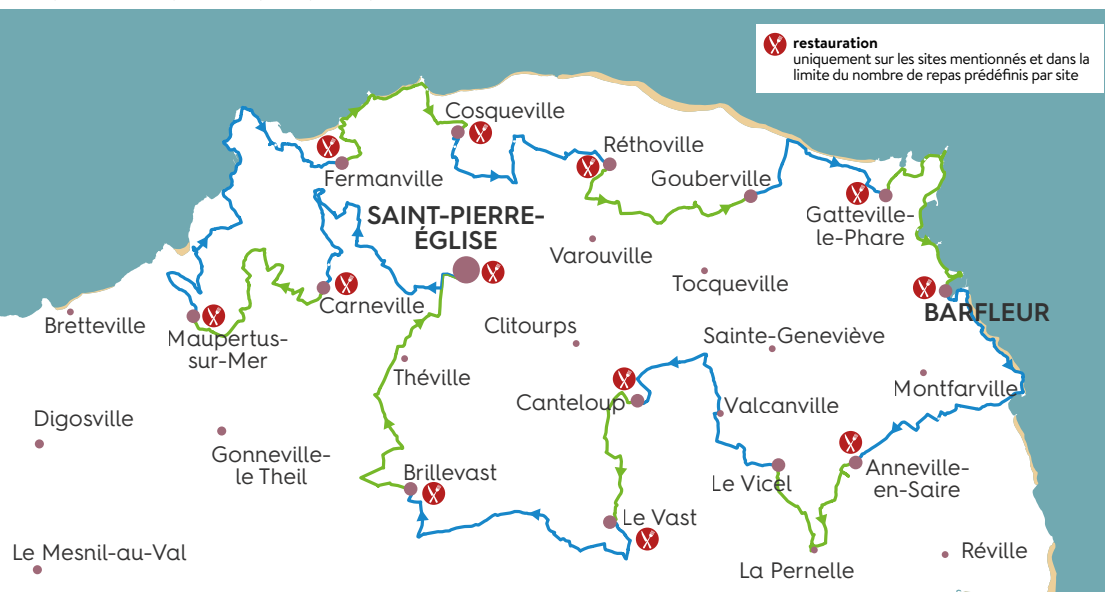 restauration
uniquement sur les sites mentionnés et dans la
limite du nombre de repas prédéfinis par site
Cosqueville
Réthoville
Fermanville
Gouberville
SAINT-PIERRE-
ÉGLISE
Gatteville-
le-Phare
Varouville
Tocqueville
Carneville
BARFLEUR
Bretteville
Clitourps
Maupertus-
sur-Mer
Sainte-Geneviève
Théville
Montfarville
Canteloup
Valcanville
Digosville
Gonneville-
le Theil
Brillevast
Le Vicel
Anneville-
en-Saire
Le Vast
Le Mesnil-au-Val
La Pernelle
Réville